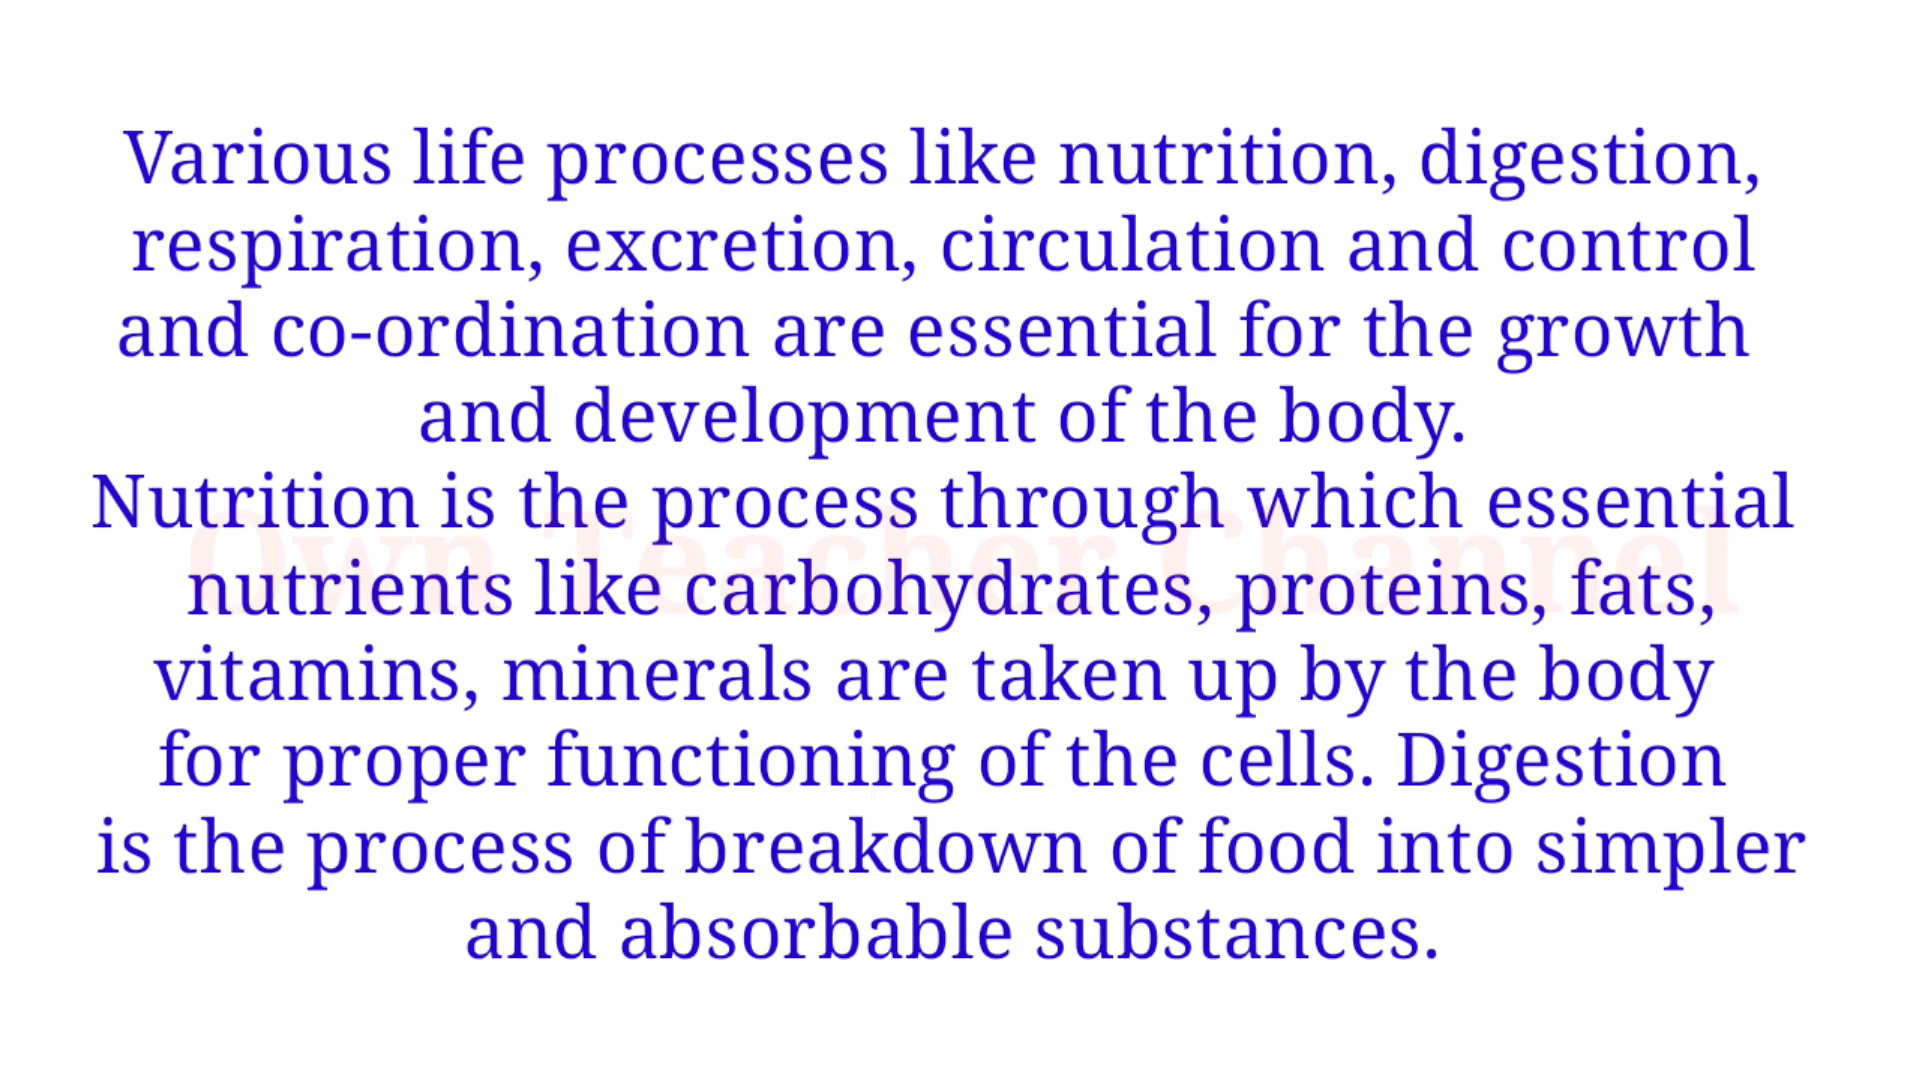 Various life processes like nutrition, digestion,
respiration, excretion, circulation and control
and co-ordination are essential for the growth
and development of the body.
Nutrition is the process through which essential
Own Teacher Channel
nutrients like carbohydrates, proteins, fats,
vitamins, minerals are taken up by the body
for proper functioning of the cells. Digestion
is the process of breakdown of food into simpler
and absorbable substances.